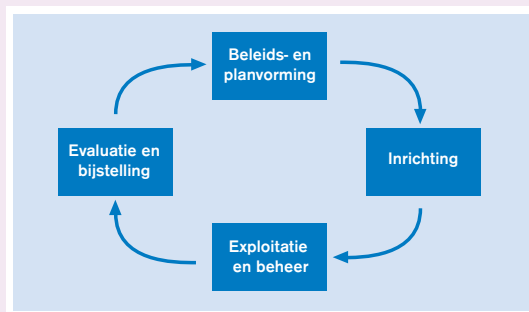 Beleids- en
planvorming
Inrichting
Exploitatie
en beheer
Evaluatie en
bijstelling